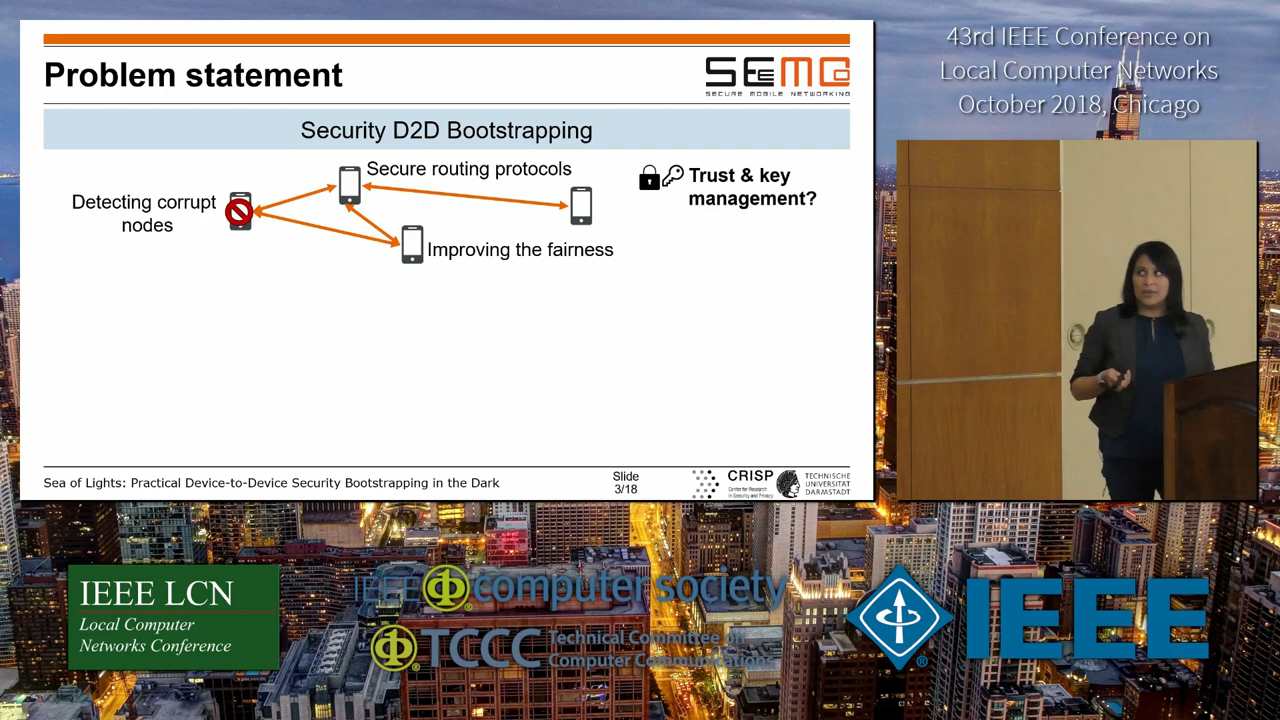 43rd IEEE Conference on
Local Computer Networks
October 2018, Chicago
Problem statement
SEEMOO
SECURE MOBILE NETWORKING
Security D2D Bootstrapping
Secure routing protocols
Detecting corrupt
nodes
Improving the fairness
Trust & key
management?
Sea of Lights: Practical Device-to-Device Security Bootstrapping in the Dark
Slide
3/18
CRISP
Center for Research
in Security and Privacy
TECHNISCHE
UNIVERSITÄT
DARMSTADT
IEEE LCN
Local Computer
Networks Conference
IEEE computer society
TCCC Technical Committee on
Computer Communications
IEEE
®